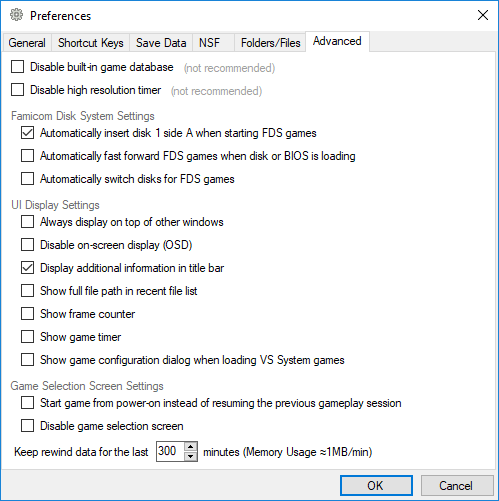 Preferences
General Shortcut Keys Save Data NSF Folders/Files Advanced
Disable built-in game database (not recommended)
Disable high resolution timer (not recommended)
Famicom Disk System Settings
Automatically insert disk 1 side A when starting FDS games
Automatically fast forward FDS games when disk or BIOS is loading
Automatically switch disks for FDS games
UI Display Settings
Always display on top of other windows
Disable on-screen display (OSD)
Display additional information in title bar
Show full file path in recent file list
Show frame counter
Show game timer
Show game configuration dialog when loading VS System games
Game Selection Screen Settings
Start game from power-on instead of resuming the previous gameplay session
Disable game selection screen
Keep rewind data for the last 300 minutes (Memory Usage ≈1MB/min)
OK Cancel